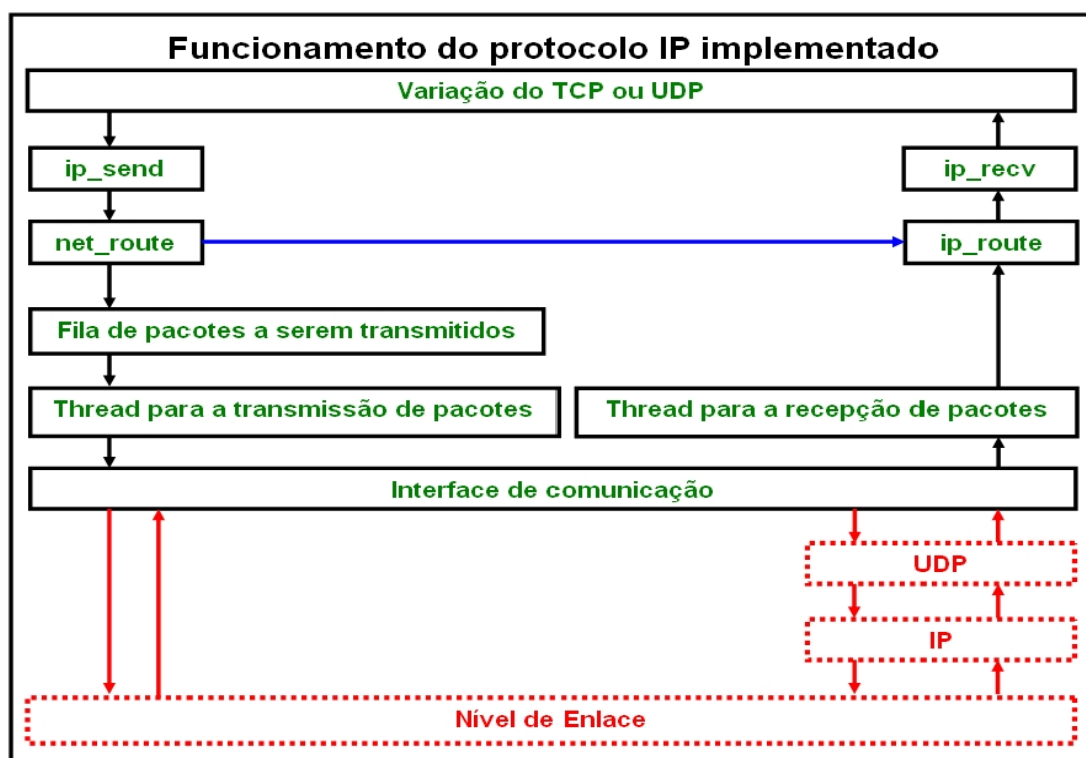 Funcionamento do protocolo IP implementado
Variação do TCP ou UDP
ip_send
ip_recv
net_route
ip_route
Fila de pacotes a serem transmitidos
Thread para a transmissão de pacotes
Thread para a recepção de pacotes
Interface de comunicação
UDP
IP
Nível de Enlace